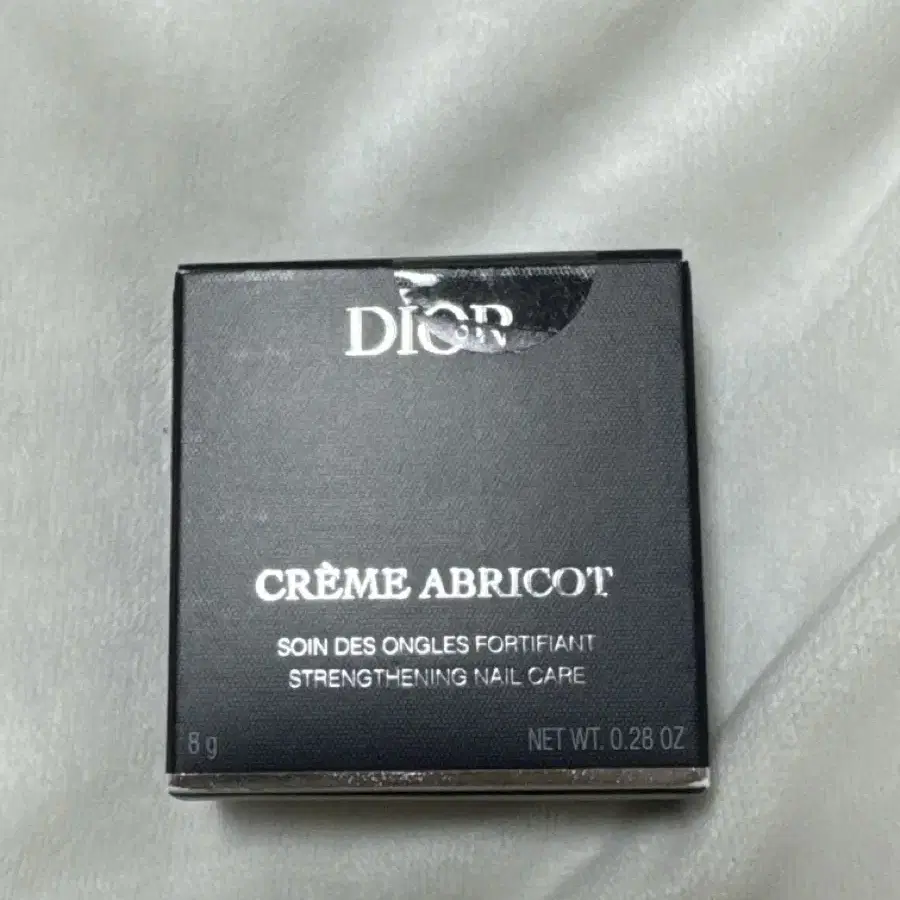 DIOR
CRÈME ABRICOT
SOIN DES ONGLES FORTIFIANT
STRENGTHENING NAIL CARE
8 g
NET WT. 0.28 OZ